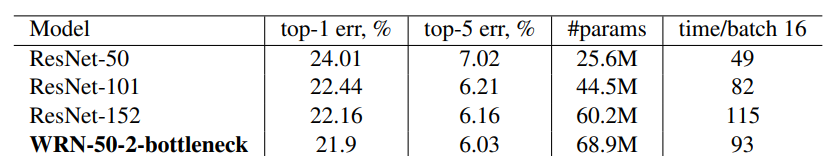 Model top-1 err, % top-5 err, % #params time/batch 16
ResNet-50 24.01 7.02 25.6M 49
ResNet-101 22.44 6.21 44.5M 82
ResNet-152 22.16 6.16 60.2M 115
WRN-50-2-bottleneck 21.9 6.03 68.9M 93